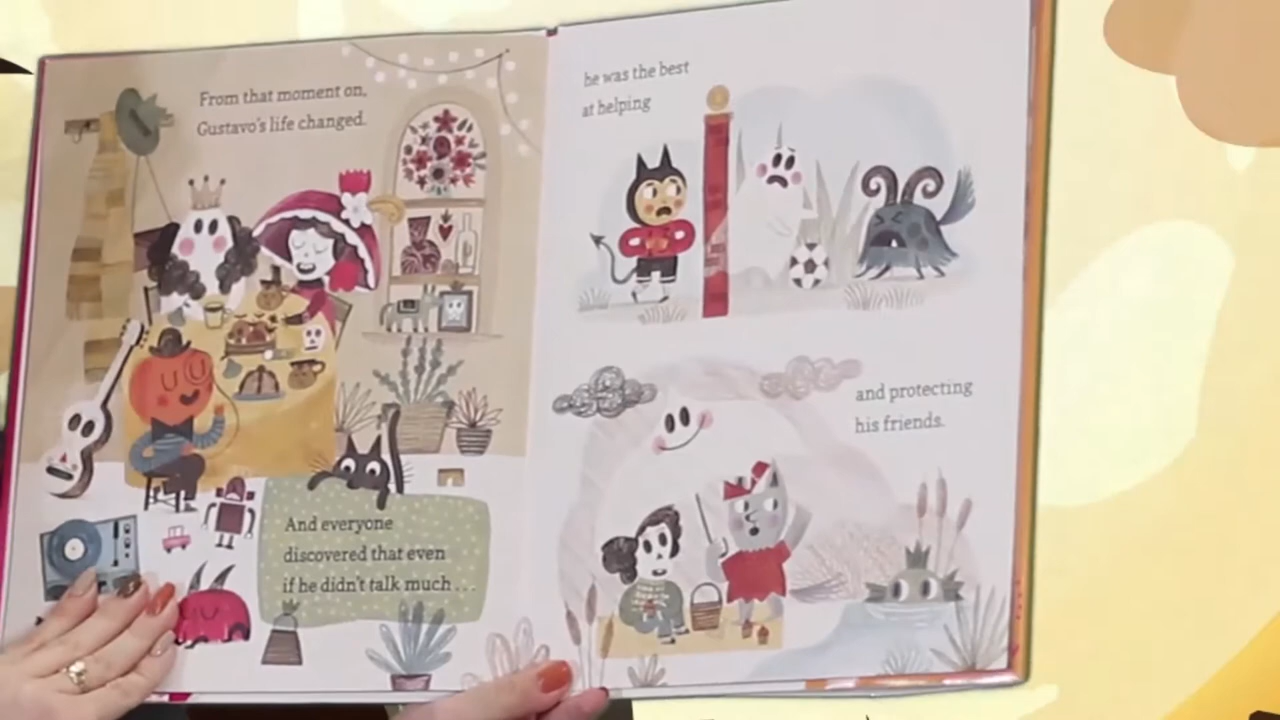 From that moment on,
Gustavo's life changed.
And everyone
discovered that even
if he didn't talk much . . .
he was the best
at helping
and protecting
his friends.